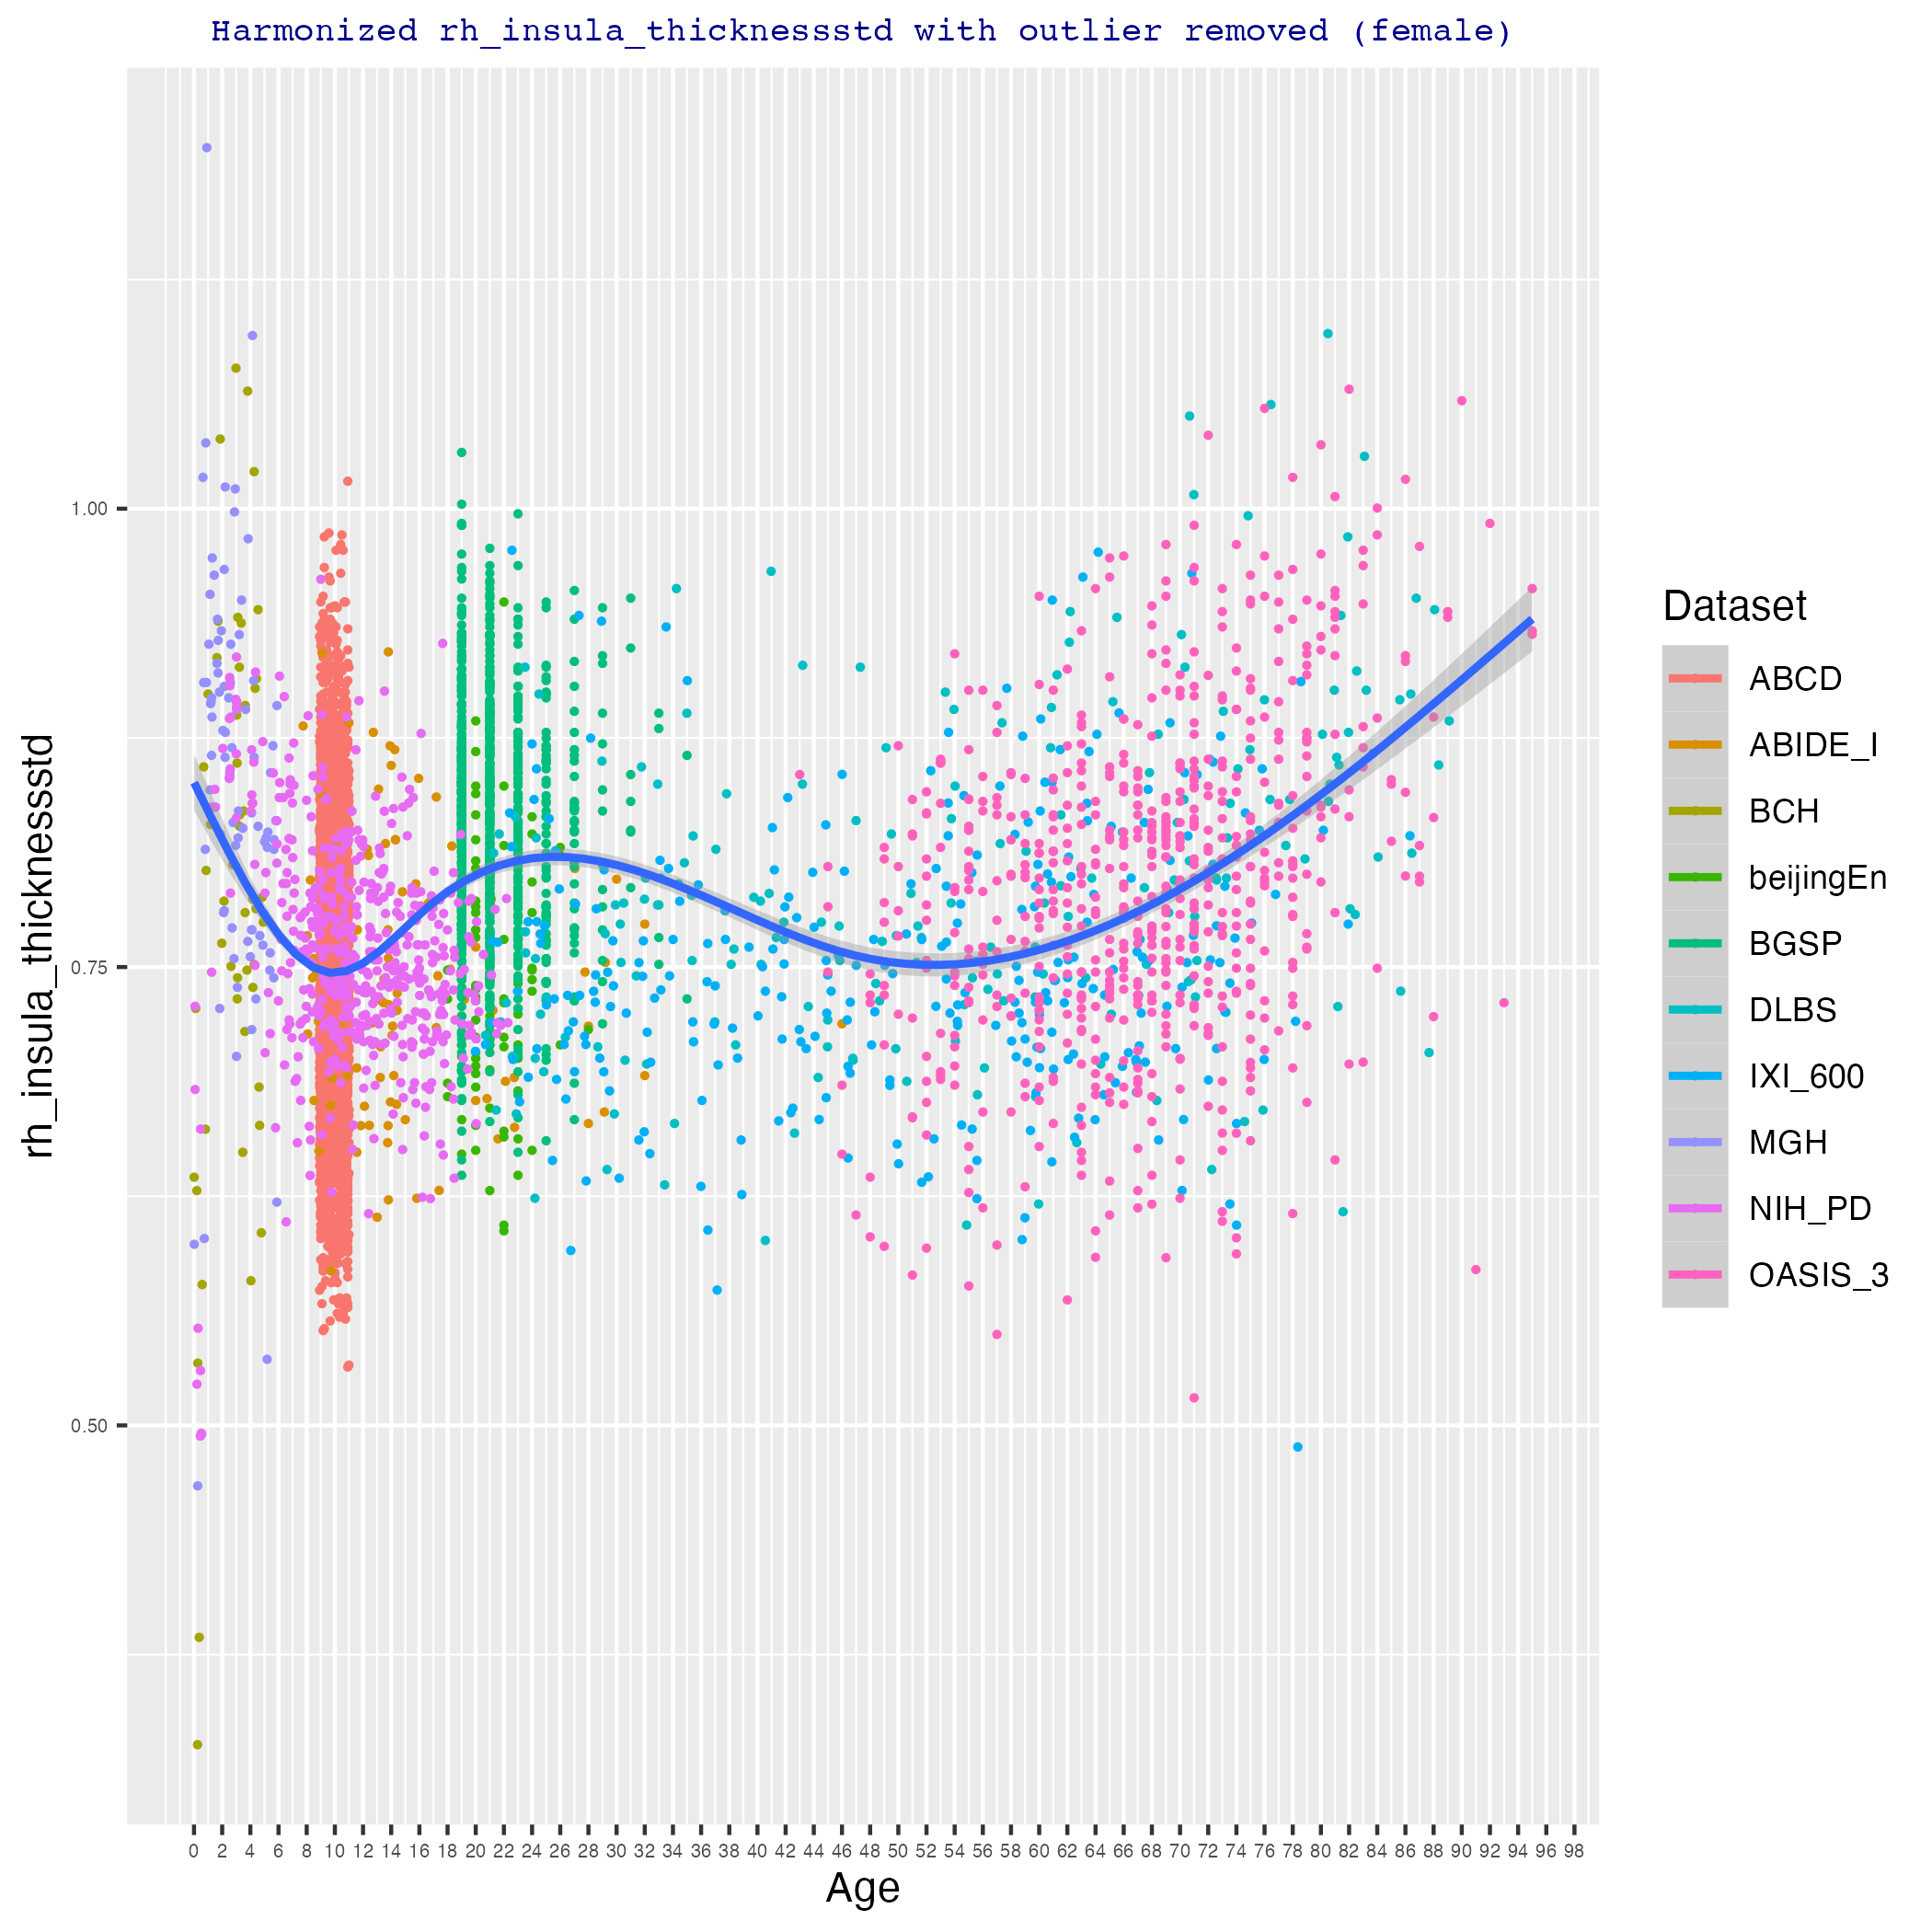 Harmonized rh_insula_thicknessstd with outlier removed (female)
rh_insula_thicknessstd
1.00
0.75
0.50
0 2 4 6 8 10 12 14 16 18 20 22 24 26 28 30 32 34 36 38 40 42 44 46 48 50 52 54 56 58 60 62 64 66 68 70 72 74 76 78 80 82 84 86 88 90 92 94 96 98
Age
Dataset
ABCD
ABIDE_I
BCH
beijingEn
BGSP
DLBS
IXI_600
MGH
NIH_PD
OASIS_3